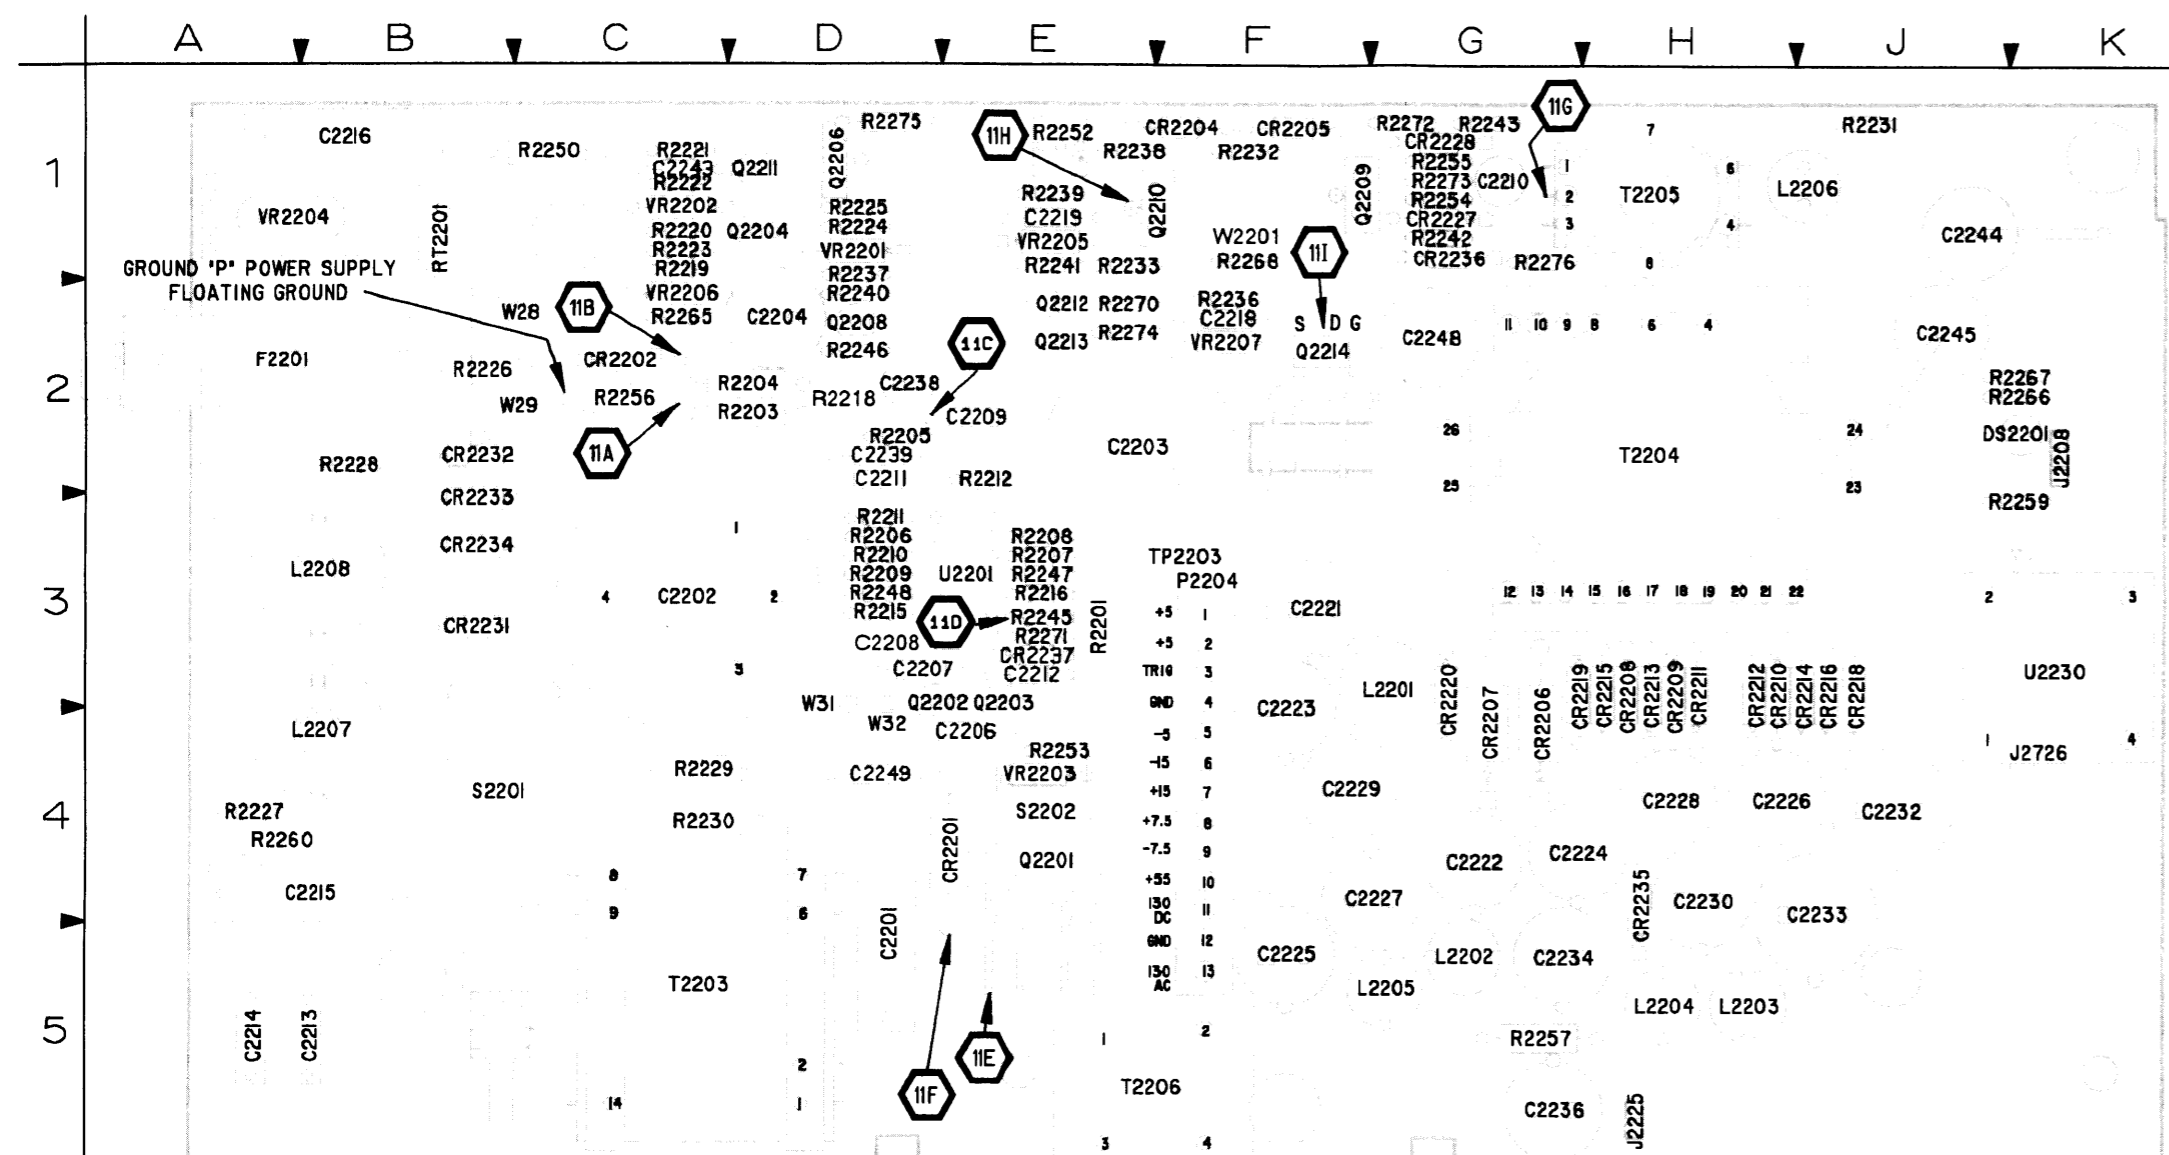 A B C D E F G H J K
1
2
3
4
5
C2216
R2250
R2221
C2243
R2222
VR2202
R2220
R2223
R2219
VR2206
R2265
Q2211
Q2204
C2204
Q2206
R2275
R2225
R2224
VR2201
R2237
R2240
Q2208
R2246
11H
R2252
R2238
R2239
C2219
VR2205
R2241
R2233
Q2212
R2270
Q2213
R2274
Q2210
CR2204
CR2205
R2232
W2201
R2268
11I
R2236
C2218
VR2207
S D G
Q2214
Q2209
R2272
R2243
CR2228
R2255
R2273
C2210
R2254
CR2227
R2242
CR2236
R2276
11G
7
1
2
3
6
4
8
T2205
L2206
R2231
C2244
VR2204
RT2201
GROUND "P" POWER SUPPLY
FLOATING GROUND
W28
11B
F2201
R2226
CR2202
W29
R2256
11A
R2204
R2203
R2218
C2238
11C
C2209
R2205
C2239
C2211
R2212
C2203
C2248
11 10 9 8 6 4
C2245
R2267
R2266
DS2201
J2208
R2259
26
25
T2204
24
23
R2228
CR2232
CR2233
CR2234
CR2231
L2208
L2207
1
4
C2202
2
3
R2211
R2206
R2210
R2209
R2248
R2215
C2208
C2207
U2201
11D
R2208
R2207
R2247
R2216
R2245
R2271
CR2237
C2212
R2201
W31
W32
Q2202
Q2203
C2206
R2253
VR2203
C2249
S2202
Q2201
CR2201
C2201
TP2203
P2204
+5 1
+5 2
TRIG 3
GND 4
-5 5
-15 6
+15 7
+7.5 8
-7.5 9
+55 10
130 DC 11
GND 12
130 AC 13
C2221
C2223
L2201
C2229
C2227
C2225
L2205
12 13 14 15 16 17 18 19 20 21 22
CR2220
CR2207
CR2206
CR2219
CR2215
CR2208
CR2213
CR2209
CR2211
CR2212
CR2210
CR2214
CR2216
CR2218
2
3
U2230
1
J2726
4
C2228
C2226
C2232
C2222
C2224
CR2235
C2230
C2233
L2202
C2234
L2204
L2203
R2257
C2236
J2225
R2227
R2260
C2215
S2201
R2229
R2230
8
7
9
6
T2203
C2214
C2213
2
14
1
11F
11E
1
2
T2206
3
4